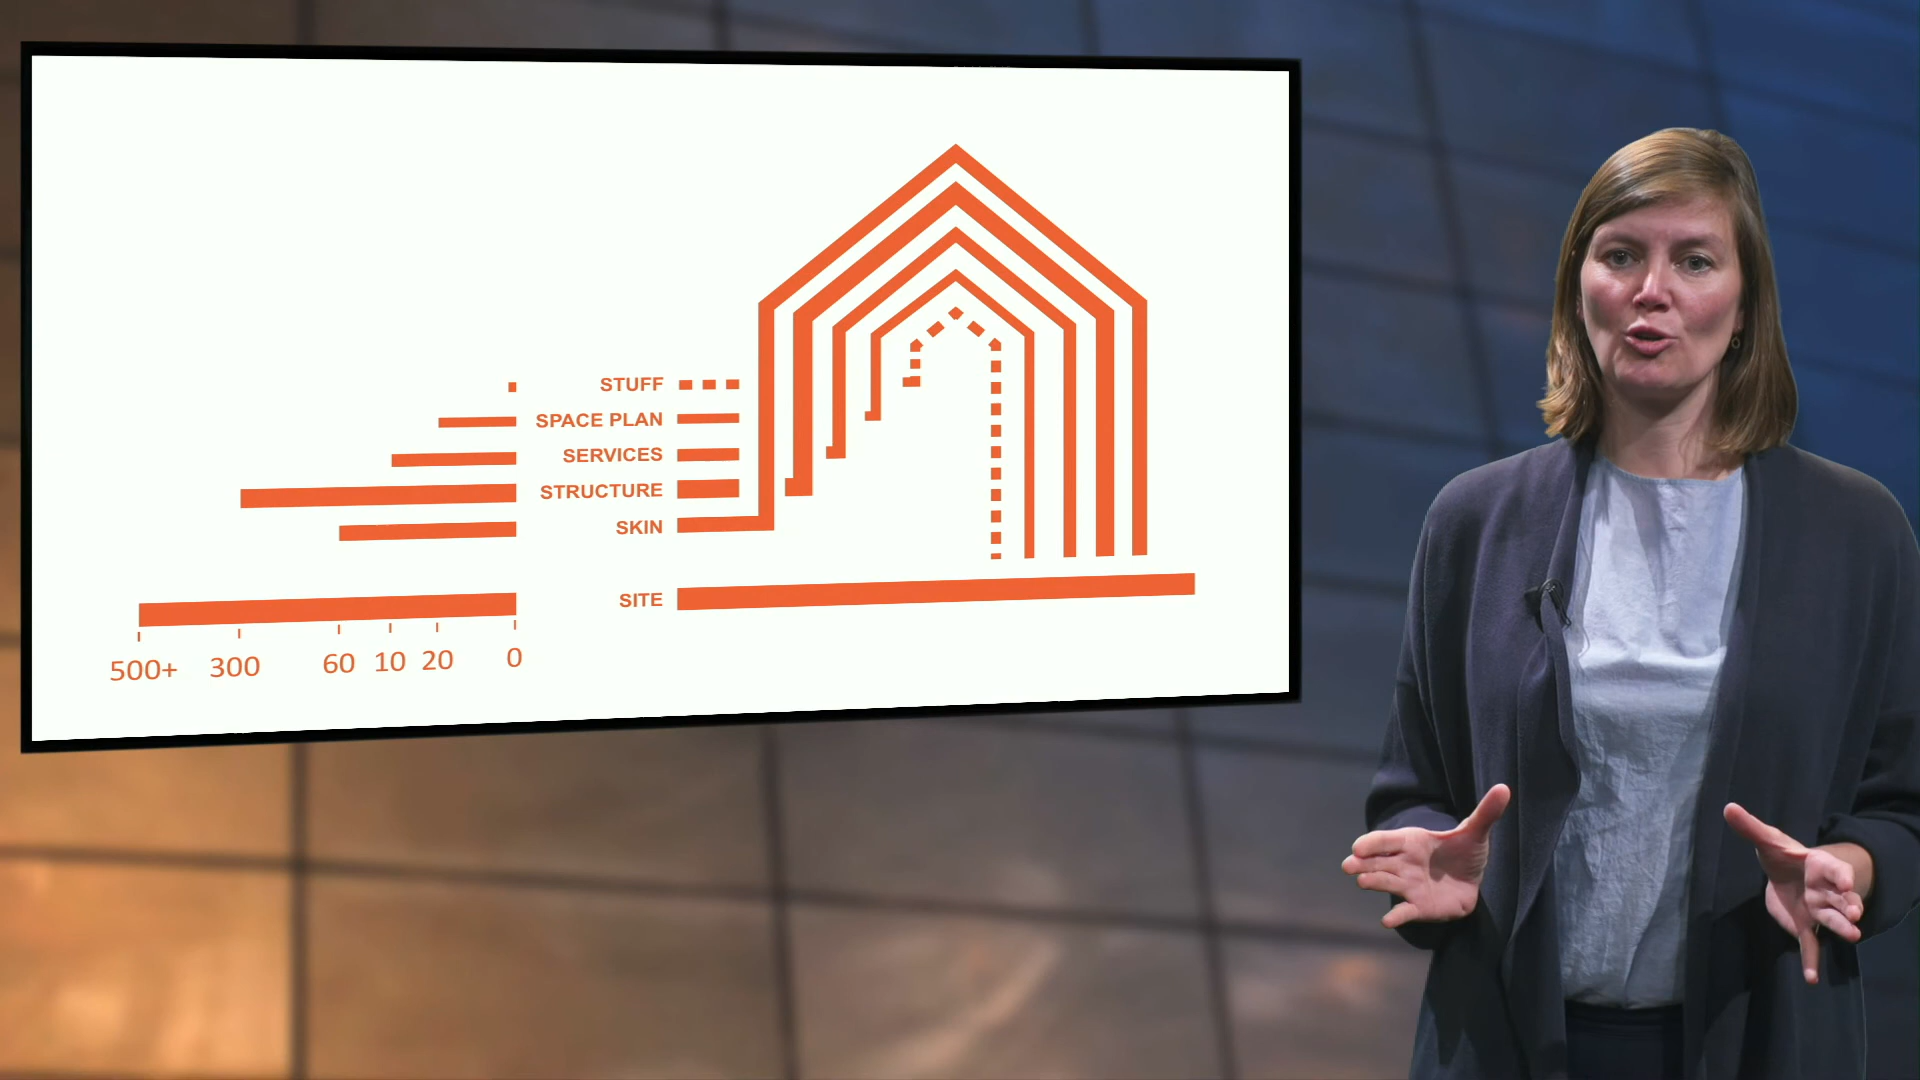 STUFF
SPACE PLAN
SERVICES
STRUCTURE
SKIN
SITE
500+ 300 60 10 20 0